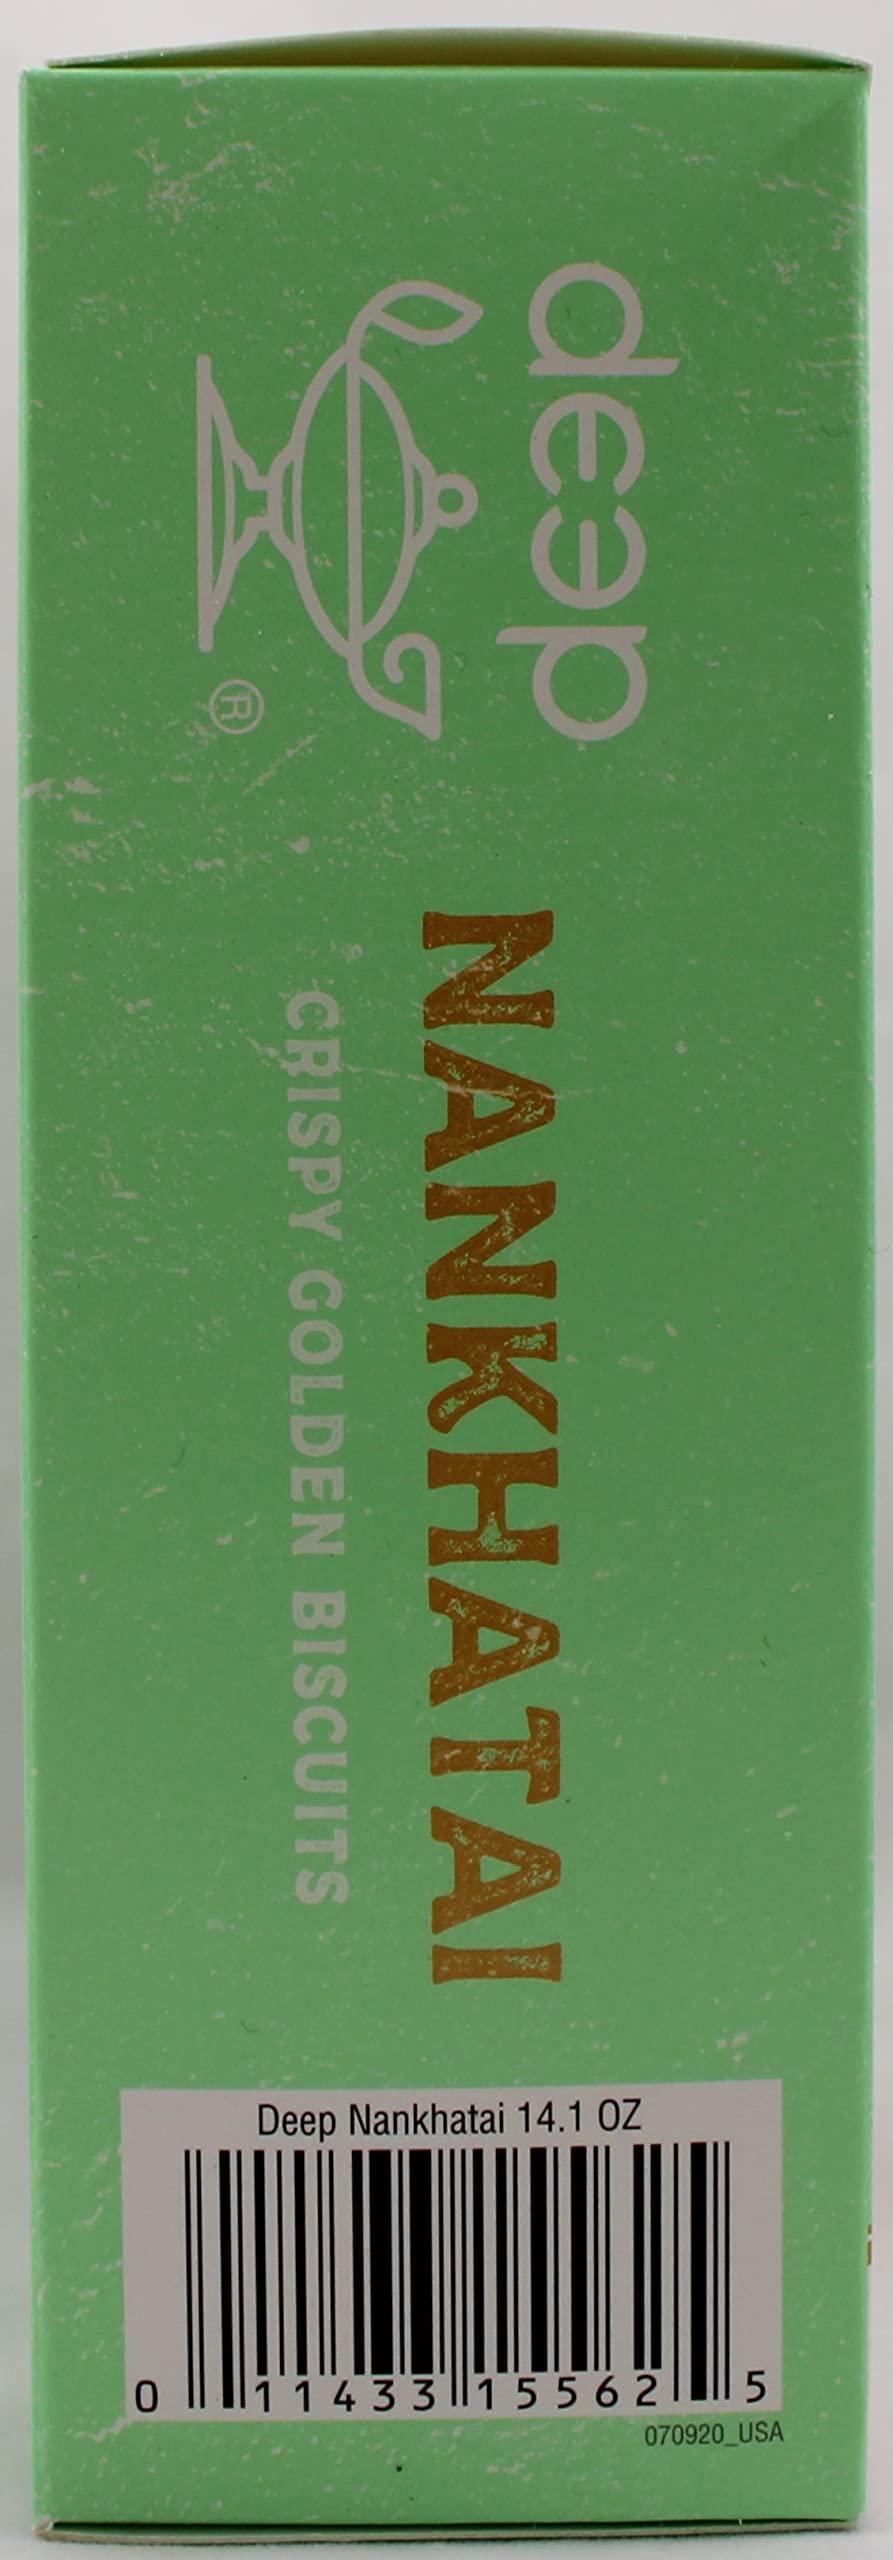 deep
®
NANKHATAI
CRISPY GOLDEN BISCUITS
Deep Nankhatai 14.1 OZ
0 11433 15562 5
070920_USA